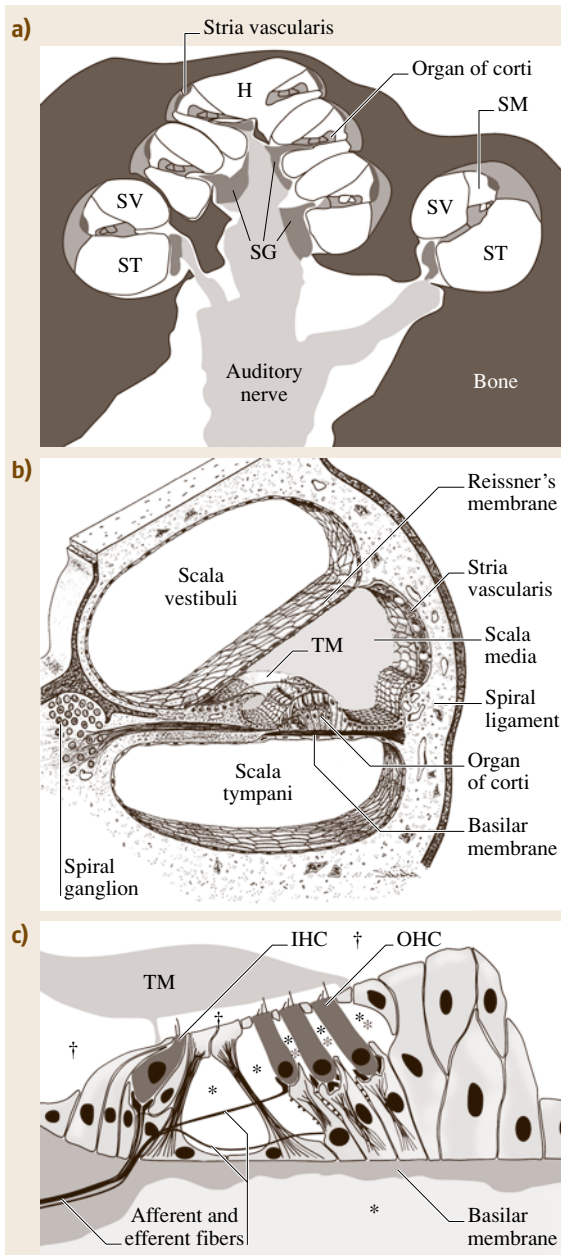 a)
Stria vascularis
H
Organ of corti
SM
SV
SV
SG
ST
ST
Auditory
nerve
Bone
b)
Reissner's
membrane
Scala
vestibuli
Stria
vascularis
TM
Scala
media
Spiral
ligament
Scala
tympani
Organ
of corti
Basilar
membrane
Spiral
ganglion
c)
IHC † OHC
TM
†
†
* *
* *
* *
*
*
Afferent and
efferent fibers
*
Basilar
membrane